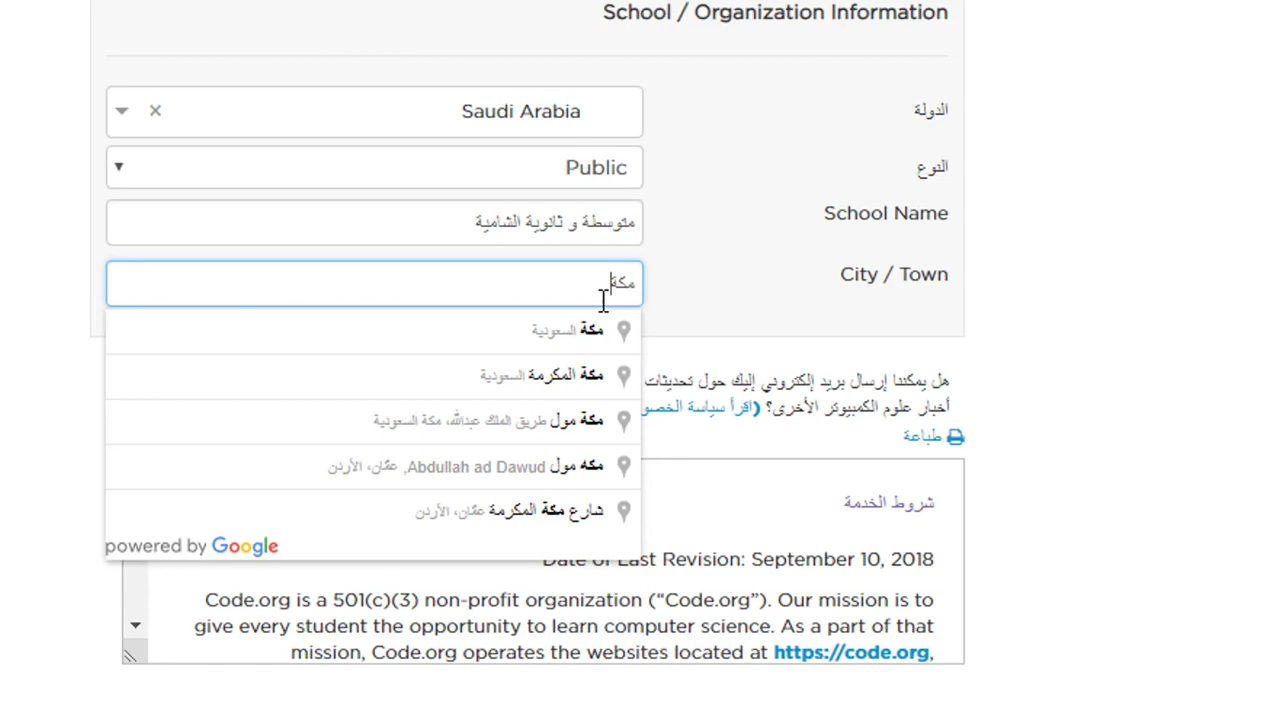 School / Organization Information
الدولة
Saudi Arabia
النوع
Public
School Name
متوسطة و ثانوية الشامية
City / Town
مكة
مكة السعودية
مكة المكرمة السعودية
مكة مول طريق الملك عبدالله، مكة السعودية
مكه مول Abdullah ad Dawud, عمّان، الأردن
شارع مكة المكرمة عمّان، الأردن
powered by Google
هل يمكننا إرسال بريد إلكتروني إليك حول تحديثات
أخبار علوم الكمبيوتر الأخرى؟ (اقرأ سياسة الخصو
طباعة
شروط الخدمة
Date of Last Revision: September 10, 2018
Code.org is a 501(c)(3) non-profit organization (“Code.org”). Our mission is to
give every student the opportunity to learn computer science. As a part of that
mission, Code.org operates the websites located at https://code.org,